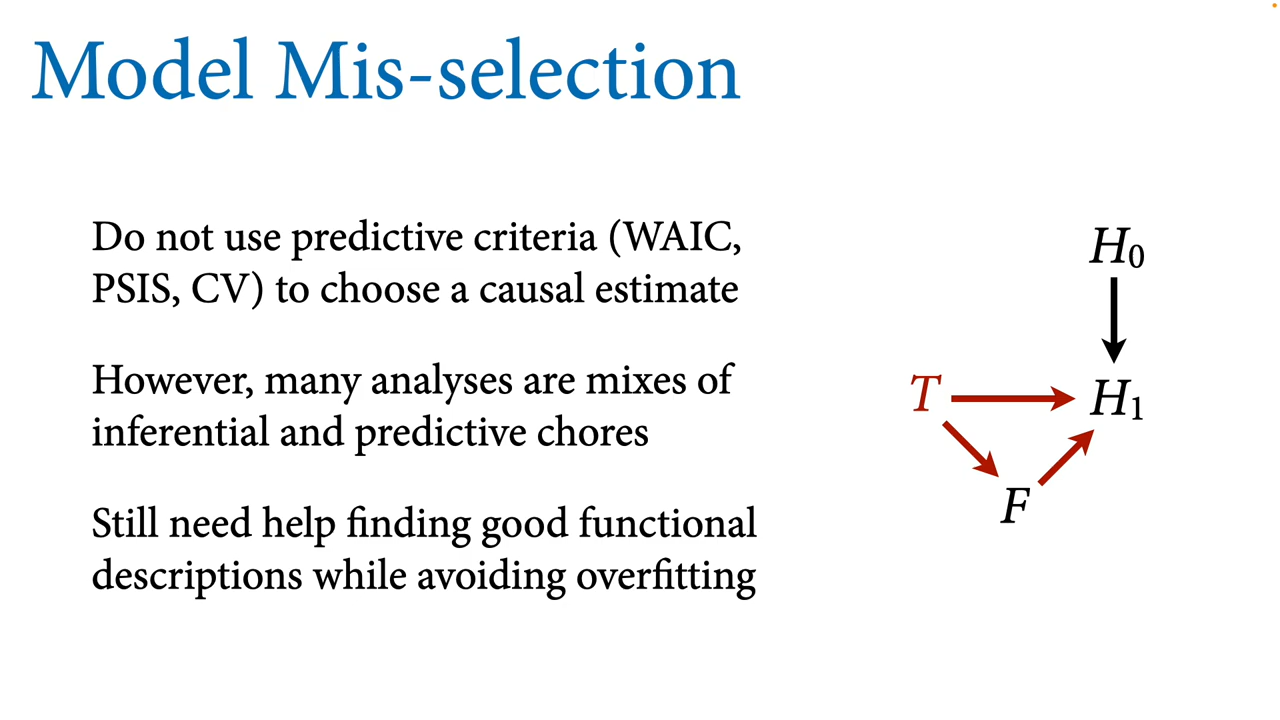 Model Mis-selection
Do not use predictive criteria (WAIC,
PSIS, CV) to choose a causal estimate
However, many analyses are mixes of
inferential and predictive chores
Still need help finding good functional
descriptions while avoiding overfitting
H₀
T
H₁
F